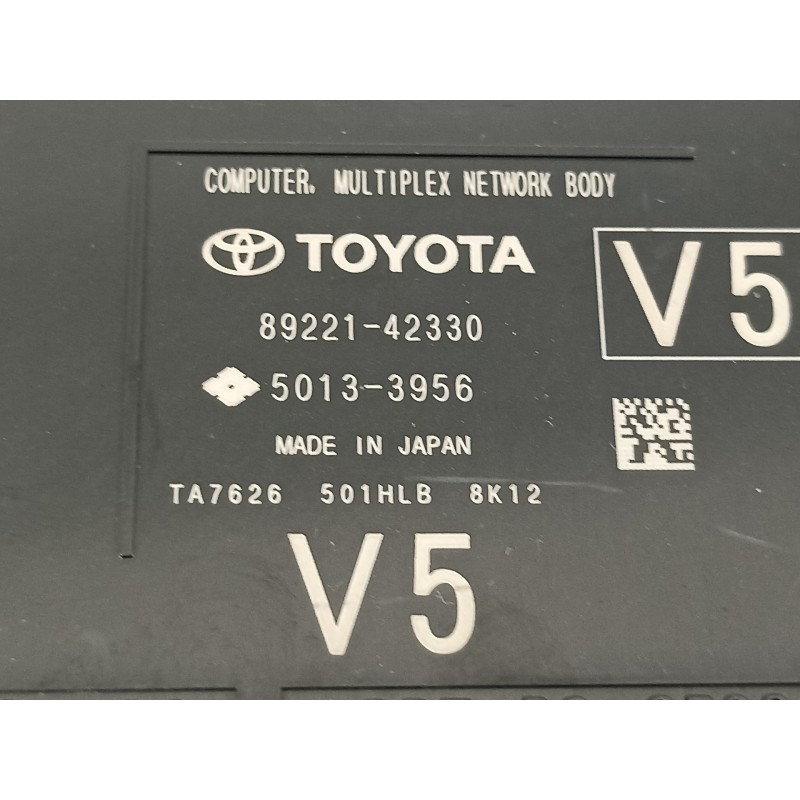 COMPUTER, MULTIPLEX NETWORK BODY
TOYOTA
V5
89221-42330
5013-3956
MADE IN JAPAN
TA7626 501HLB 8K12
V5